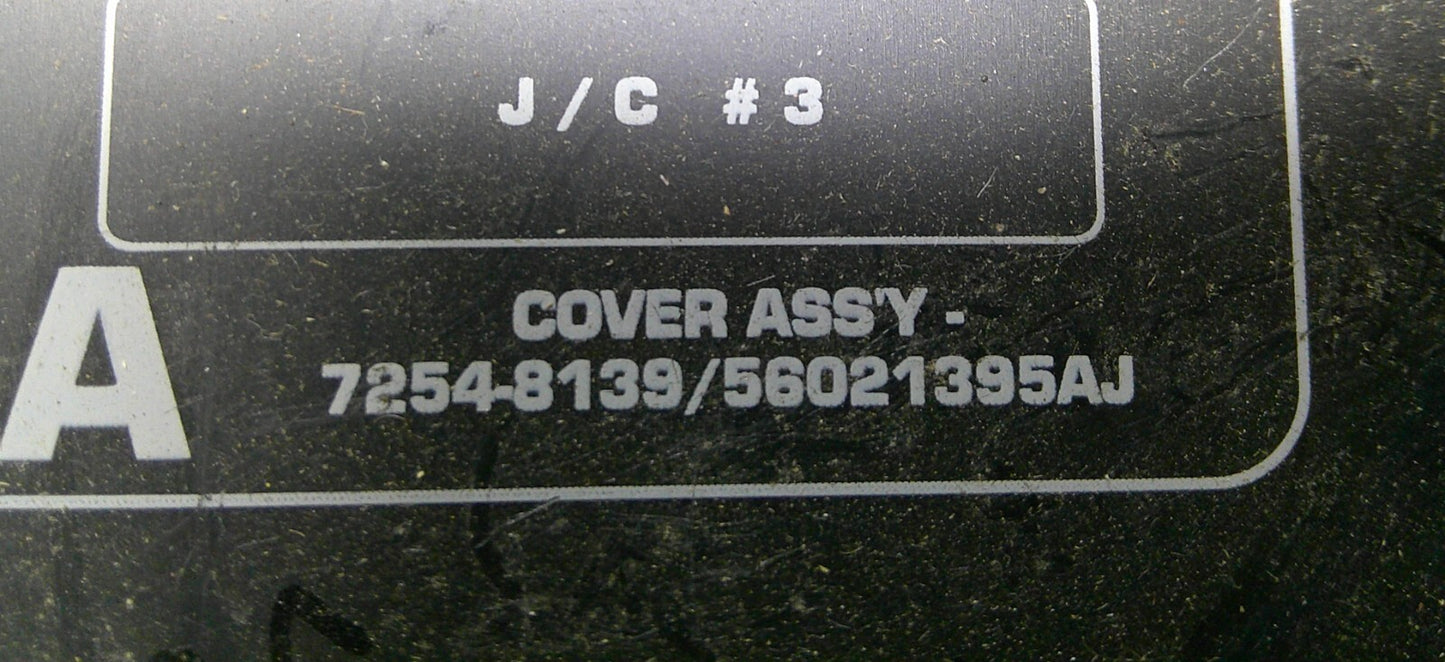 J/C #3
A
COVER ASS'Y -
7254-8139/56021395AJ